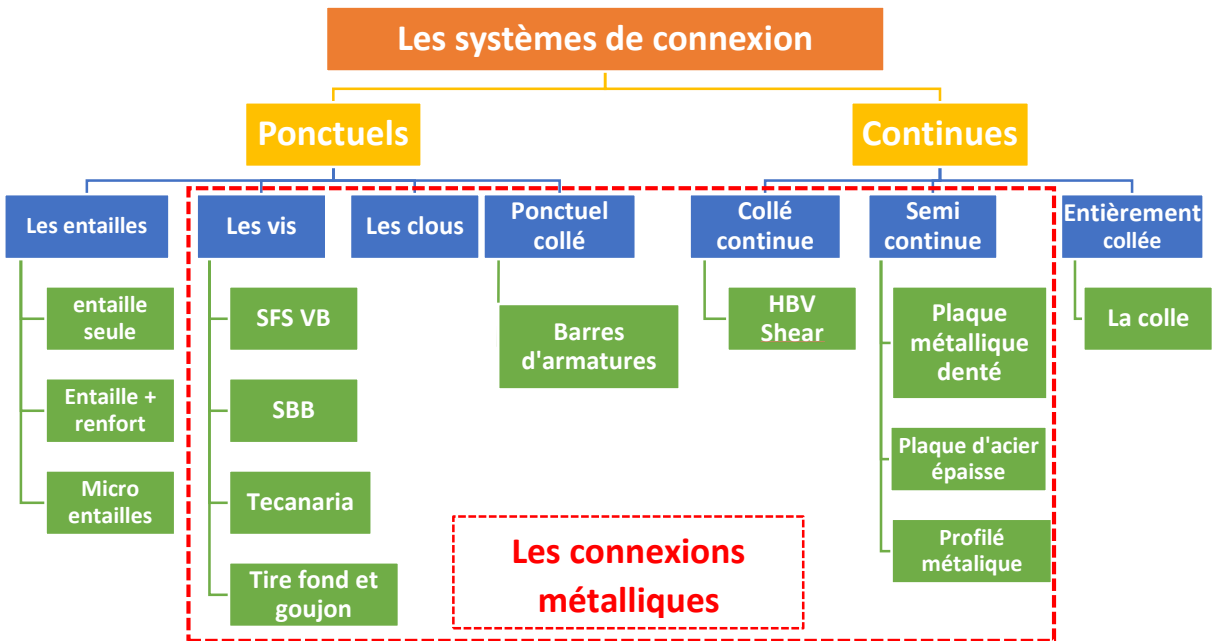 Les systèmes de connexion
Ponctuels
Continues
Les entailles
Les vis
Les clous
Ponctuel
collé
Collé
continue
Semi
continue
Entièrement
collée
entaille
seule
Entaille +
renfort
Micro
entailles
SFS VB
SBB
Tecanaria
Tire fond et
goujon
Barres
d'armatures
HBV
Shear
Plaque
métallique
denté
Plaque d'acier
épaisse
Profilé
métalique
La colle
Les connexions
métalliques